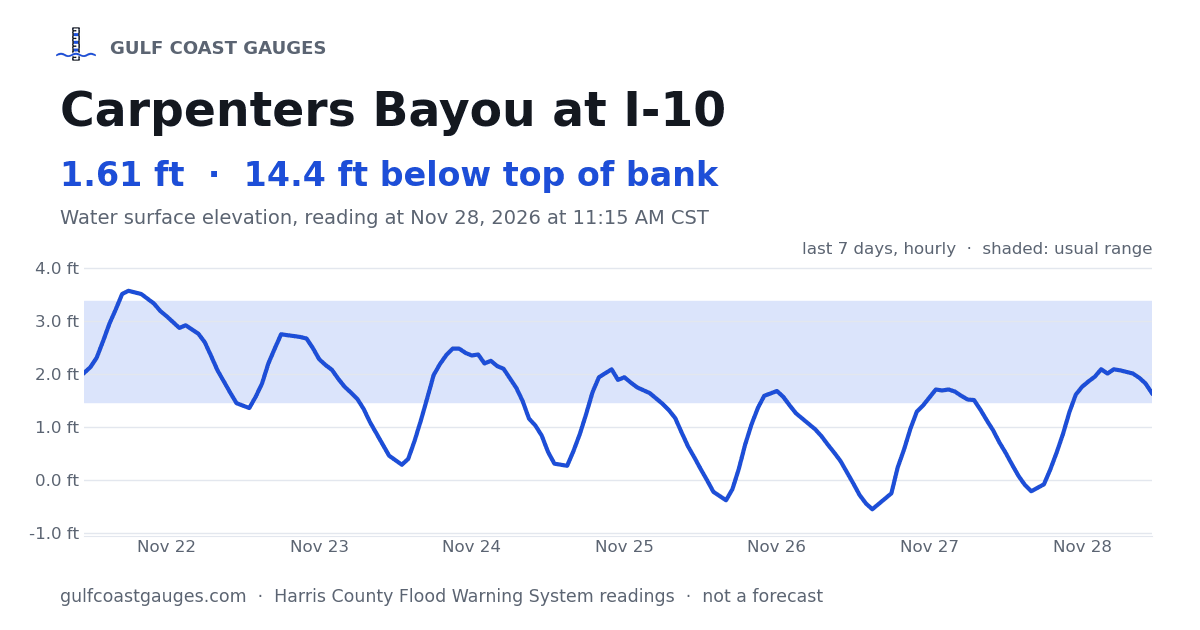 GULF COAST GAUGES
Carpenters Bayou at I-10
1.61 ft · 14.4 ft below top of bank
Water surface elevation, reading at Nov 28, 2026 at 11:15 AM CST
last 7 days, hourly · shaded: usual range
4.0 ft
3.0 ft
2.0 ft
1.0 ft
0.0 ft
-1.0 ft
Nov 22 Nov 23 Nov 24 Nov 25 Nov 26 Nov 27 Nov 28
gulfcoastgauges.com · Harris County Flood Warning System readings · not a forecast